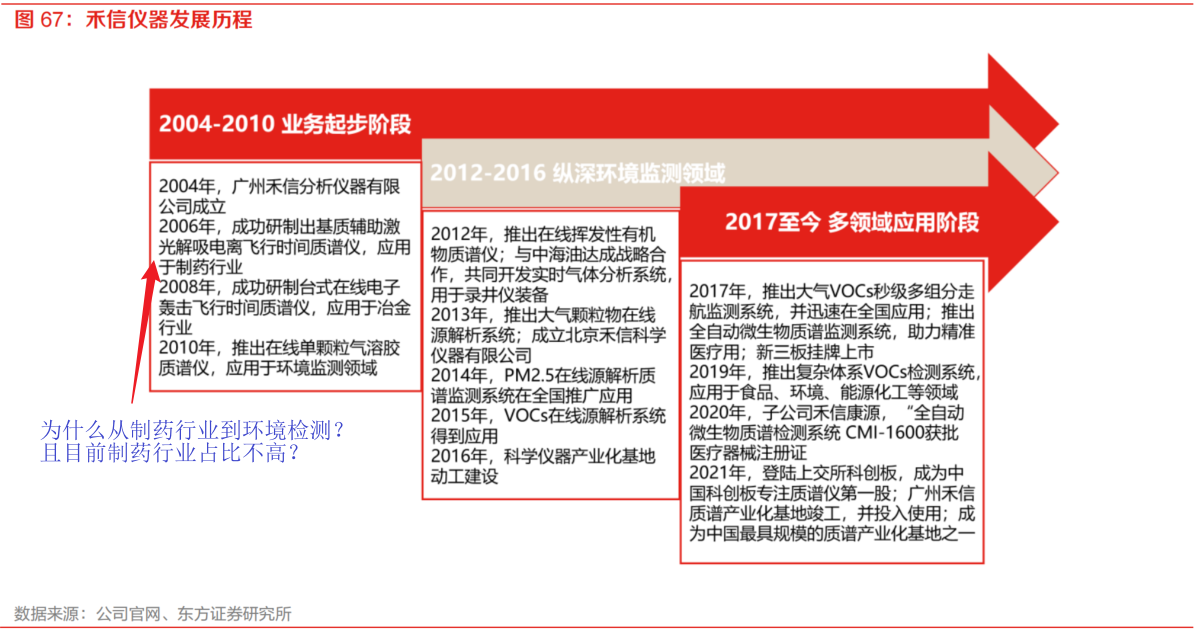 图 67：禾信仪器发展历程
2004-2010 业务起步阶段
2004年，广州禾信分析仪器有限
公司成立
2006年，成功研制出基质辅助激
光解吸电离飞行时间质谱仪，应用
于制药行业
2008年，成功研制台式在线电子
轰击飞行时间质谱仪，应用于冶金
行业
2010年，推出在线单颗粒气溶胶
质谱仪，应用于环境监测领域
为什么从制药行业到环境检测？
且目前制药行业占比不高？
2012-2016 纵深环境监测领域
2012年，推出在线挥发性有机
物质谱仪；与中海油达成战略合
作，共同开发实时气体分析系统，
用于录井仪装备
2013年，推出大气颗粒物在线
源解析系统；成立北京禾信科学
仪器有限公司
2014年，PM2.5在线源解析质
谱监测系统在全国推广应用
2015年，VOCs在线源解析系统
得到应用
2016年，科学仪器产业化基地
动工建设
2017至今 多领域应用阶段
2017年，推出大气VOCs秒级多组分走
航监测系统，并迅速在全国应用；推出
全自动微生物质谱监测系统，助力精准
医疗用；新三板挂牌上市
2019年，推出复杂体系VOCs检测系统，
应用于食品、环境、能源化工等领域
2020年，子公司禾信康源，“全自动
微生物质谱检测系统 CMI-1600获批
医疗器械注册证
2021年，登陆上交所科创板，成为中
国科创板专注质谱仪第一股；广州禾信
质谱产业化基地竣工，并投入使用；成
为中国最具规模的质谱产业化基地之一
数据来源：公司官网、东方证券研究所